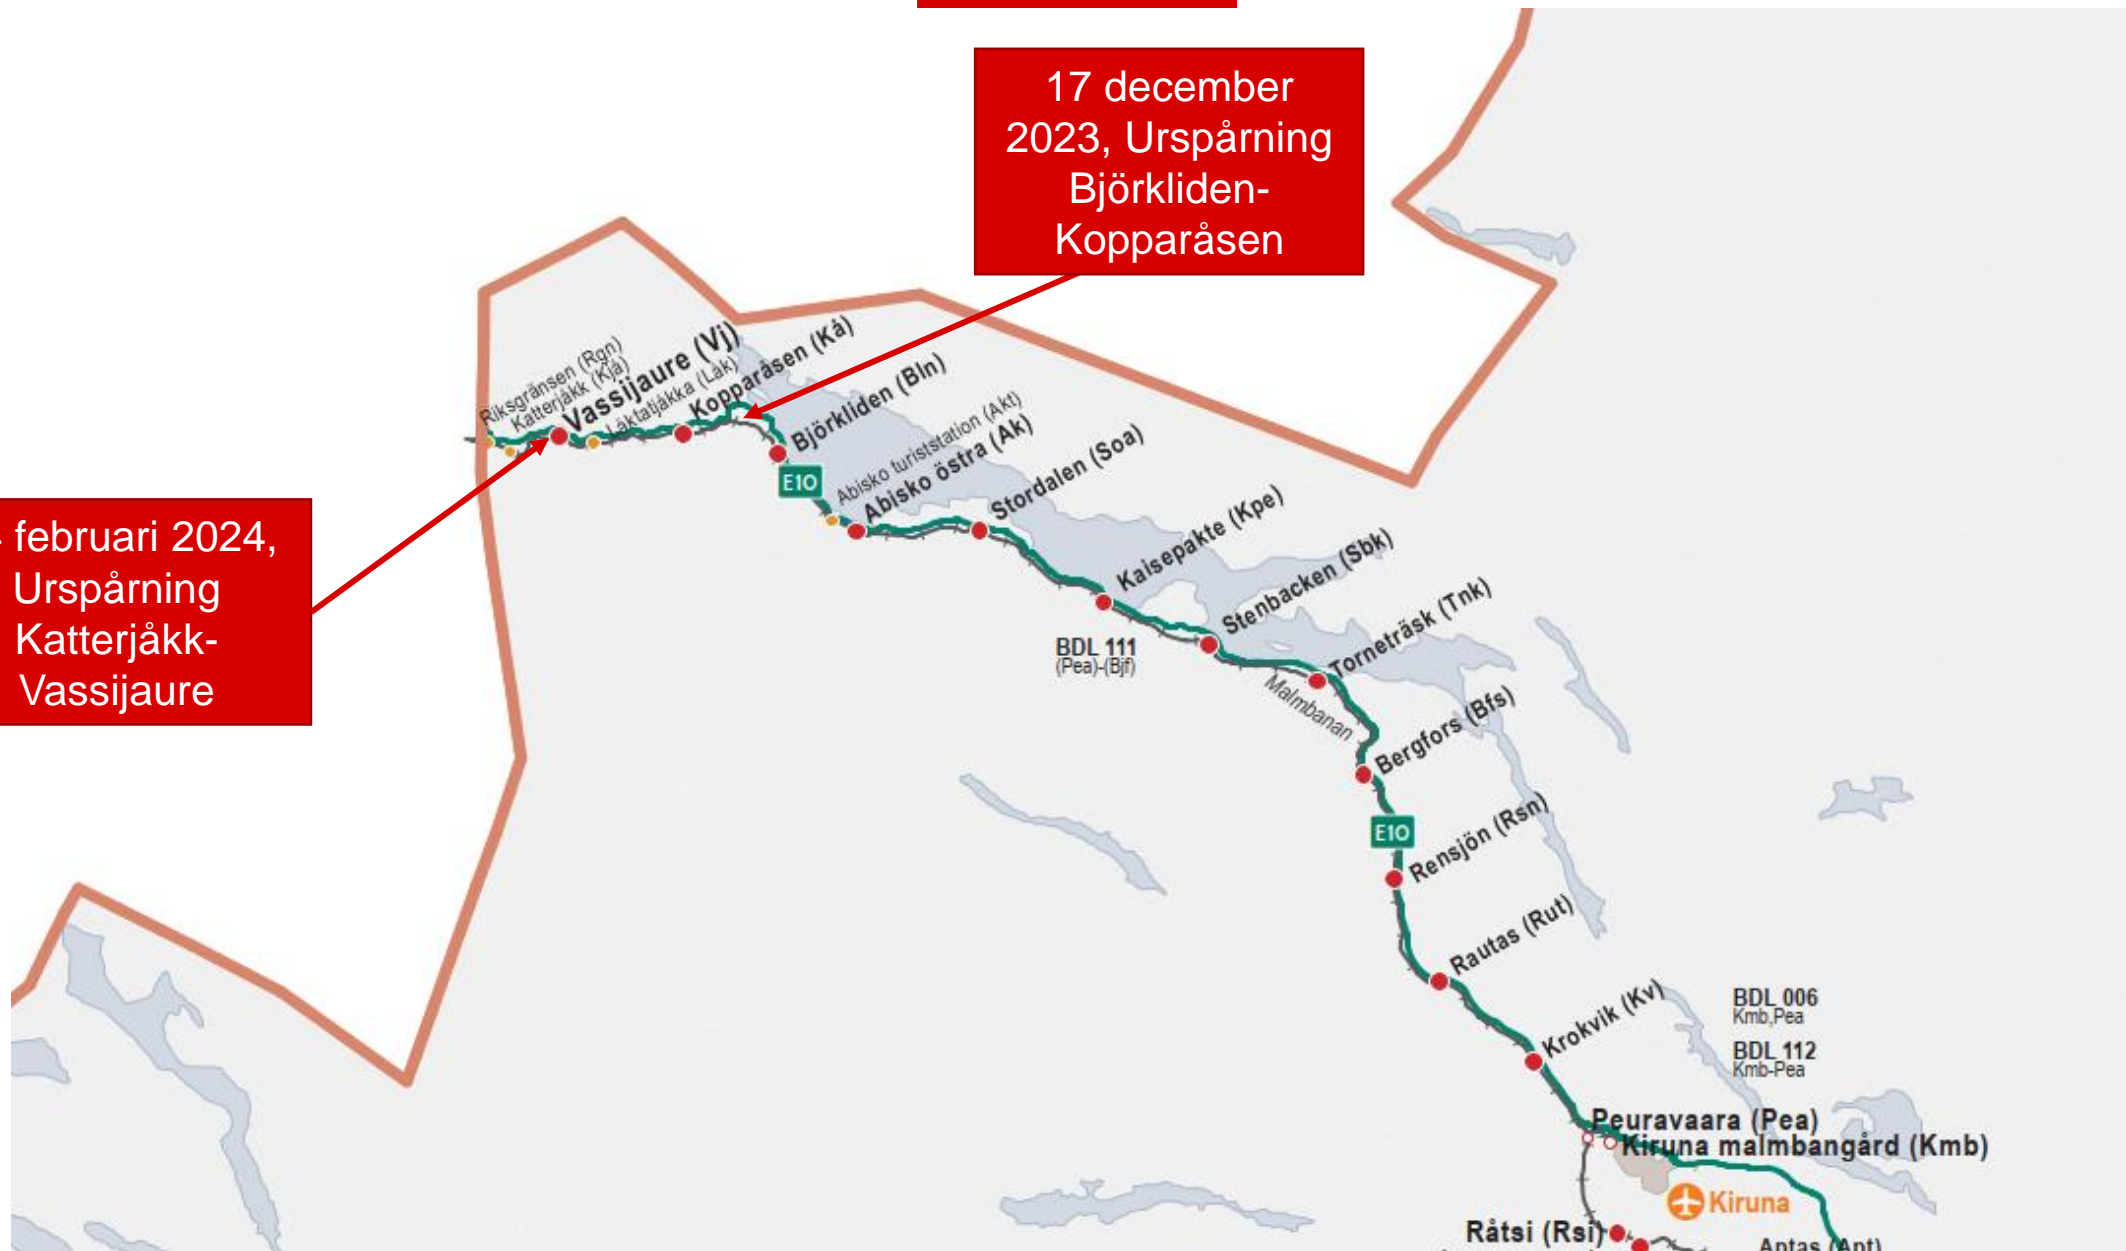 17 december
2023, Urspårning
Björkliden-
Kopparåsen
Riksgränsen (Rgn)
Katterjåkk (Kjå)
Vassijaure (Vj)
Låktatjåkka (Låk)
Kopparåsen (Kå)
Björkliden (Bln)
E10
Abisko turiststation (Akt)
Abisko östra (Ak)
Stordalen (Soa)
februari 2024,
Urspårning
Katterjåkk-
Vassijaure
Kaisepakte (Kpe)
Stenbacken (Sbk)
BDL 111
(Pea)-(Bjf)
Torneträsk (Tnk)
Malmbanan
Bergfors (Bfs)
E10
Rensjön (Rsn)
Rautas (Rut)
Krokvik (Kv)
BDL 006
Kmb,Pea
BDL 112
Kmb-Pea
Peuravaara (Pea)
Kiruna malmbangård (Kmb)
Kiruna
Råtsi (Rsi)
Aptas (Apt)